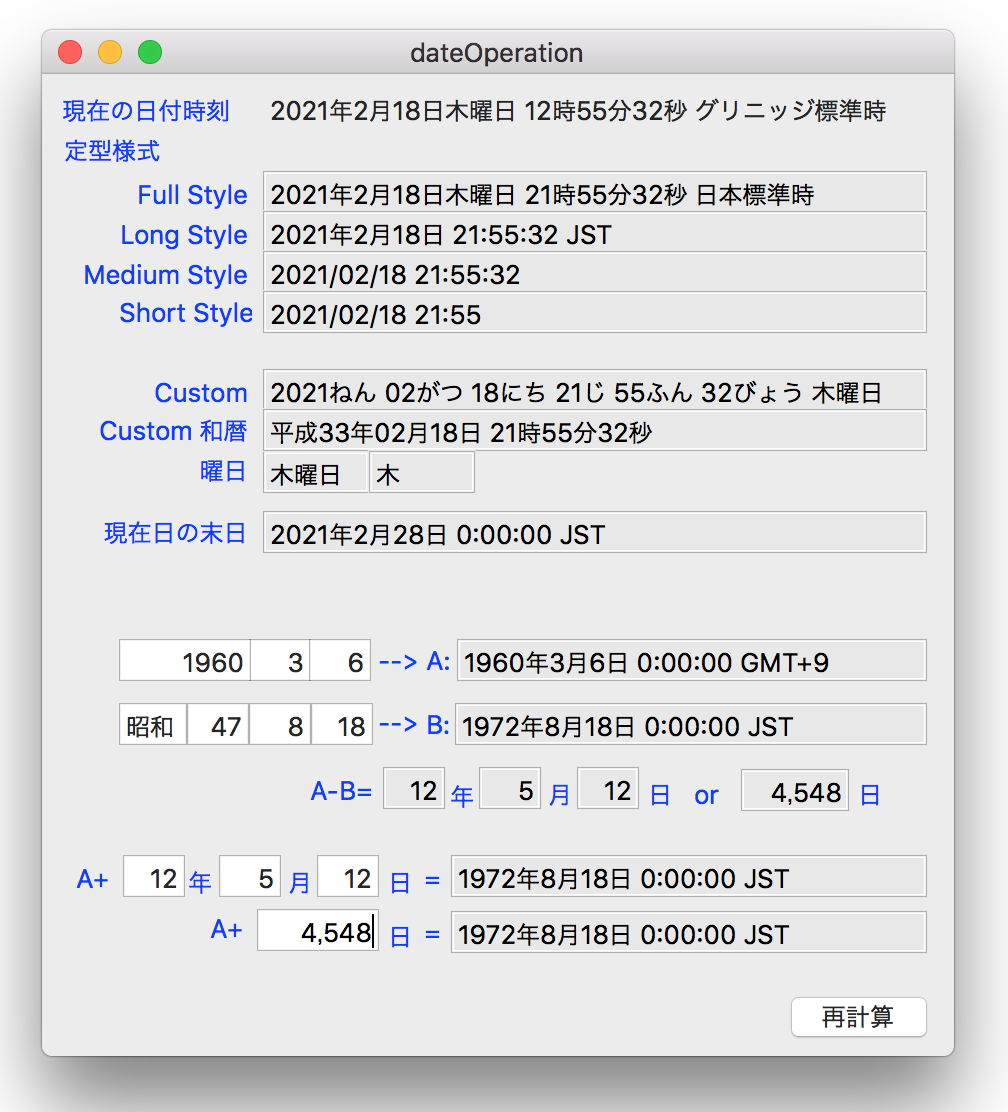 dateOperation
現在の日付時刻 2021年2月18日木曜日 12時55分32秒 グリニッジ標準時
定型様式
Full Style 2021年2月18日木曜日 21時55分32秒 日本標準時
Long Style 2021年2月18日 21:55:32 JST
Medium Style 2021/02/18 21:55:32
Short Style 2021/02/18 21:55
Custom 2021ねん 02がつ 18にち 21じ 55ふん 32びょう 木曜日
Custom 和暦 平成33年02月18日 21時55分32秒
曜日 木曜日 木
現在日の末日 2021年2月28日 0:00:00 JST
1960 3 6 --> A: 1960年3月6日 0:00:00 GMT+9
昭和 47 8 18 --> B: 1972年8月18日 0:00:00 JST
A-B= 12 年 5 月 12 日 or 4,548 日
A+ 12 年 5 月 12 日 = 1972年8月18日 0:00:00 JST
A+ 4,548 日 = 1972年8月18日 0:00:00 JST
再計算